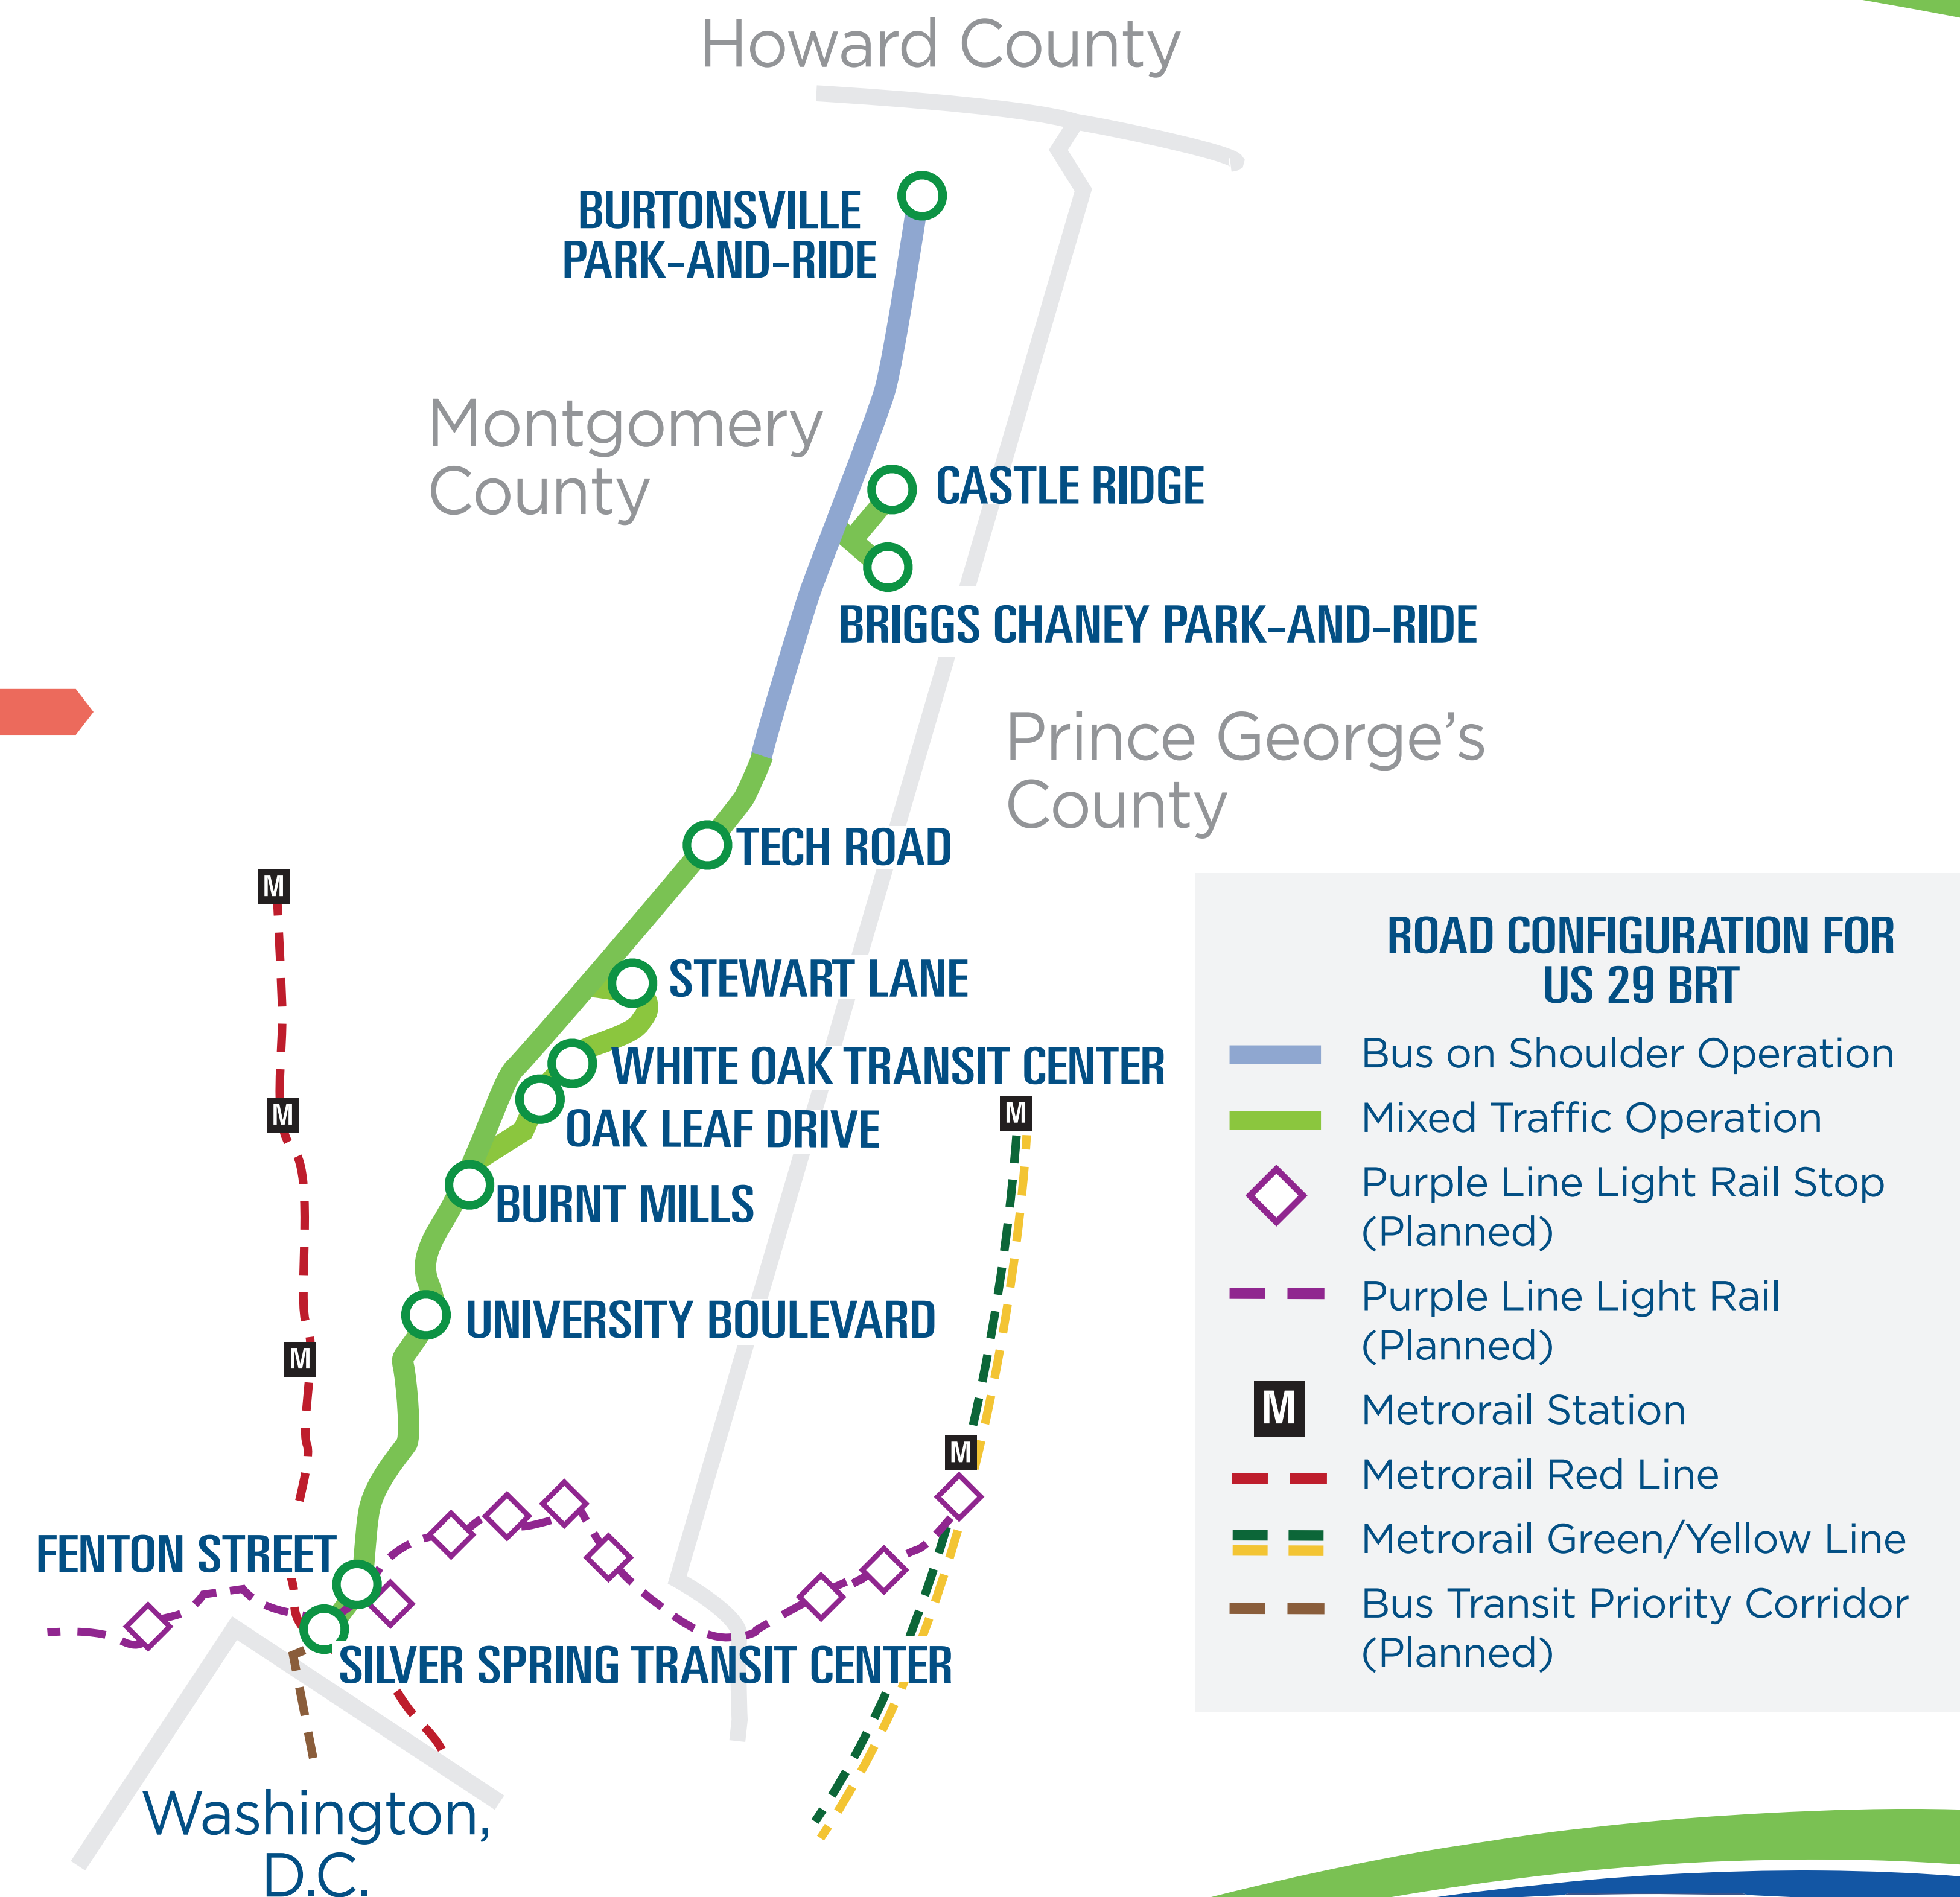 Howard County
BURTONSVILLE
PARK-AND-RIDE
Montgomery
County
CASTLE RIDGE
BRIGGS CHANEY PARK-AND-RIDE
Prince George’s
County
TECH ROAD
M
STEWART LANE
WHITE OAK TRANSIT CENTER
M
M
OAK LEAF DRIVE
BURNT MILLS
UNIVERSITY BOULEVARD
M
M
FENTON STREET
SILVER SPRING TRANSIT CENTER
Washington,
D.C.
ROAD CONFIGURATION FOR
US 29 BRT
Bus on Shoulder Operation
Mixed Traffic Operation
Purple Line Light Rail Stop
(Planned)
Purple Line Light Rail
(Planned)
M
Metrorail Station
Metrorail Red Line
Metrorail Green/Yellow Line
Bus Transit Priority Corridor
(Planned)